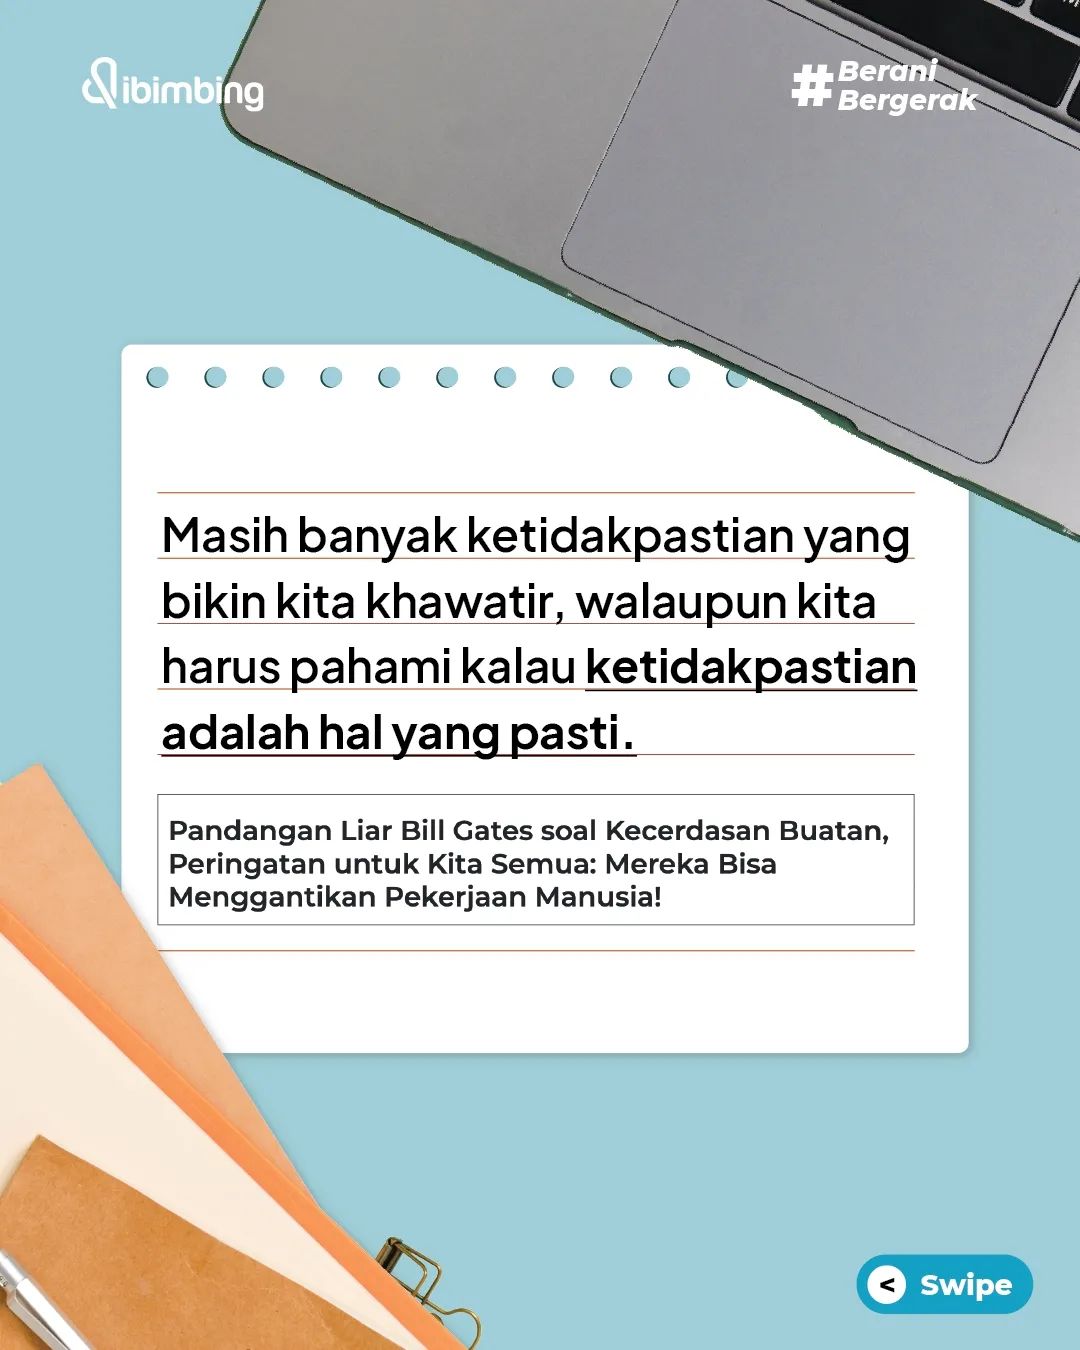 dibimbing
#Berani
Bergerak
Masih banyak ketidakpastian yang
bikin kita khawatir, walaupun kita
harus pahami kalau ketidakpastian
adalah hal yang pasti.
Pandangan Liar Bill Gates soal Kecerdasan Buatan,
Peringatan untuk Kita Semua: Mereka Bisa
Menggantikan Pekerjaan Manusia!
< Swipe